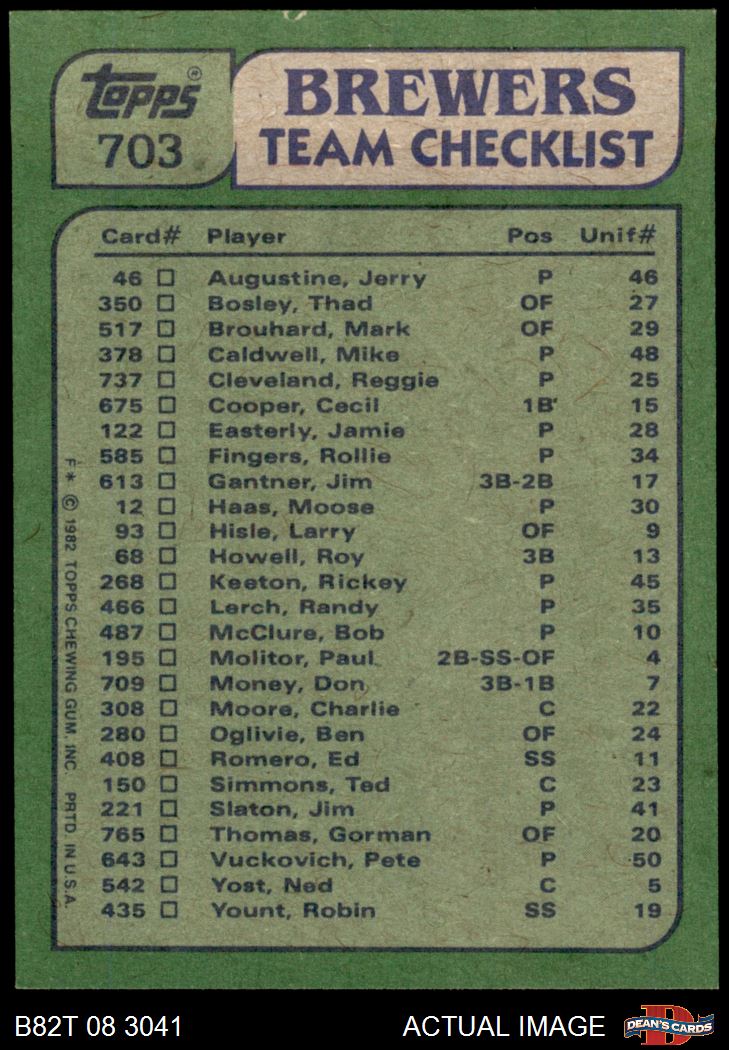 topps®
703
BREWERS
TEAM CHECKLIST
Card# Player Pos Unif#
46 Augustine, Jerry P 46
350 Bosley, Thad OF 27
517 Brouhard, Mark OF 29
378 Caldwell, Mike P 48
737 Cleveland, Reggie P 25
675 Cooper, Cecil 1B 15
122 Easterly, Jamie P 28
585 Fingers, Rollie P 34
613 Gantner, Jim 3B-2B 17
12 Haas, Moose P 30
93 Hisle, Larry OF 9
68 Howell, Roy 3B 13
268 Keeton, Rickey P 45
466 Lerch, Randy P 35
487 McClure, Bob P 10
195 Molitor, Paul 2B-SS-OF 4
709 Money, Don 3B-1B 7
308 Moore, Charlie C 22
280 Oglivie, Ben OF 24
408 Romero, Ed SS 11
150 Simmons, Ted C 23
221 Slaton, Jim P 41
765 Thomas, Gorman OF 20
643 Vuckovich, Pete P 50
542 Yost, Ned C 5
435 Yount, Robin SS 19
F* © 1982 TOPPS CHEWING GUM, INC PRTD. IN U.S.A.
B82T 08 3041 ACTUAL IMAGE
D
DEAN'S CARDS